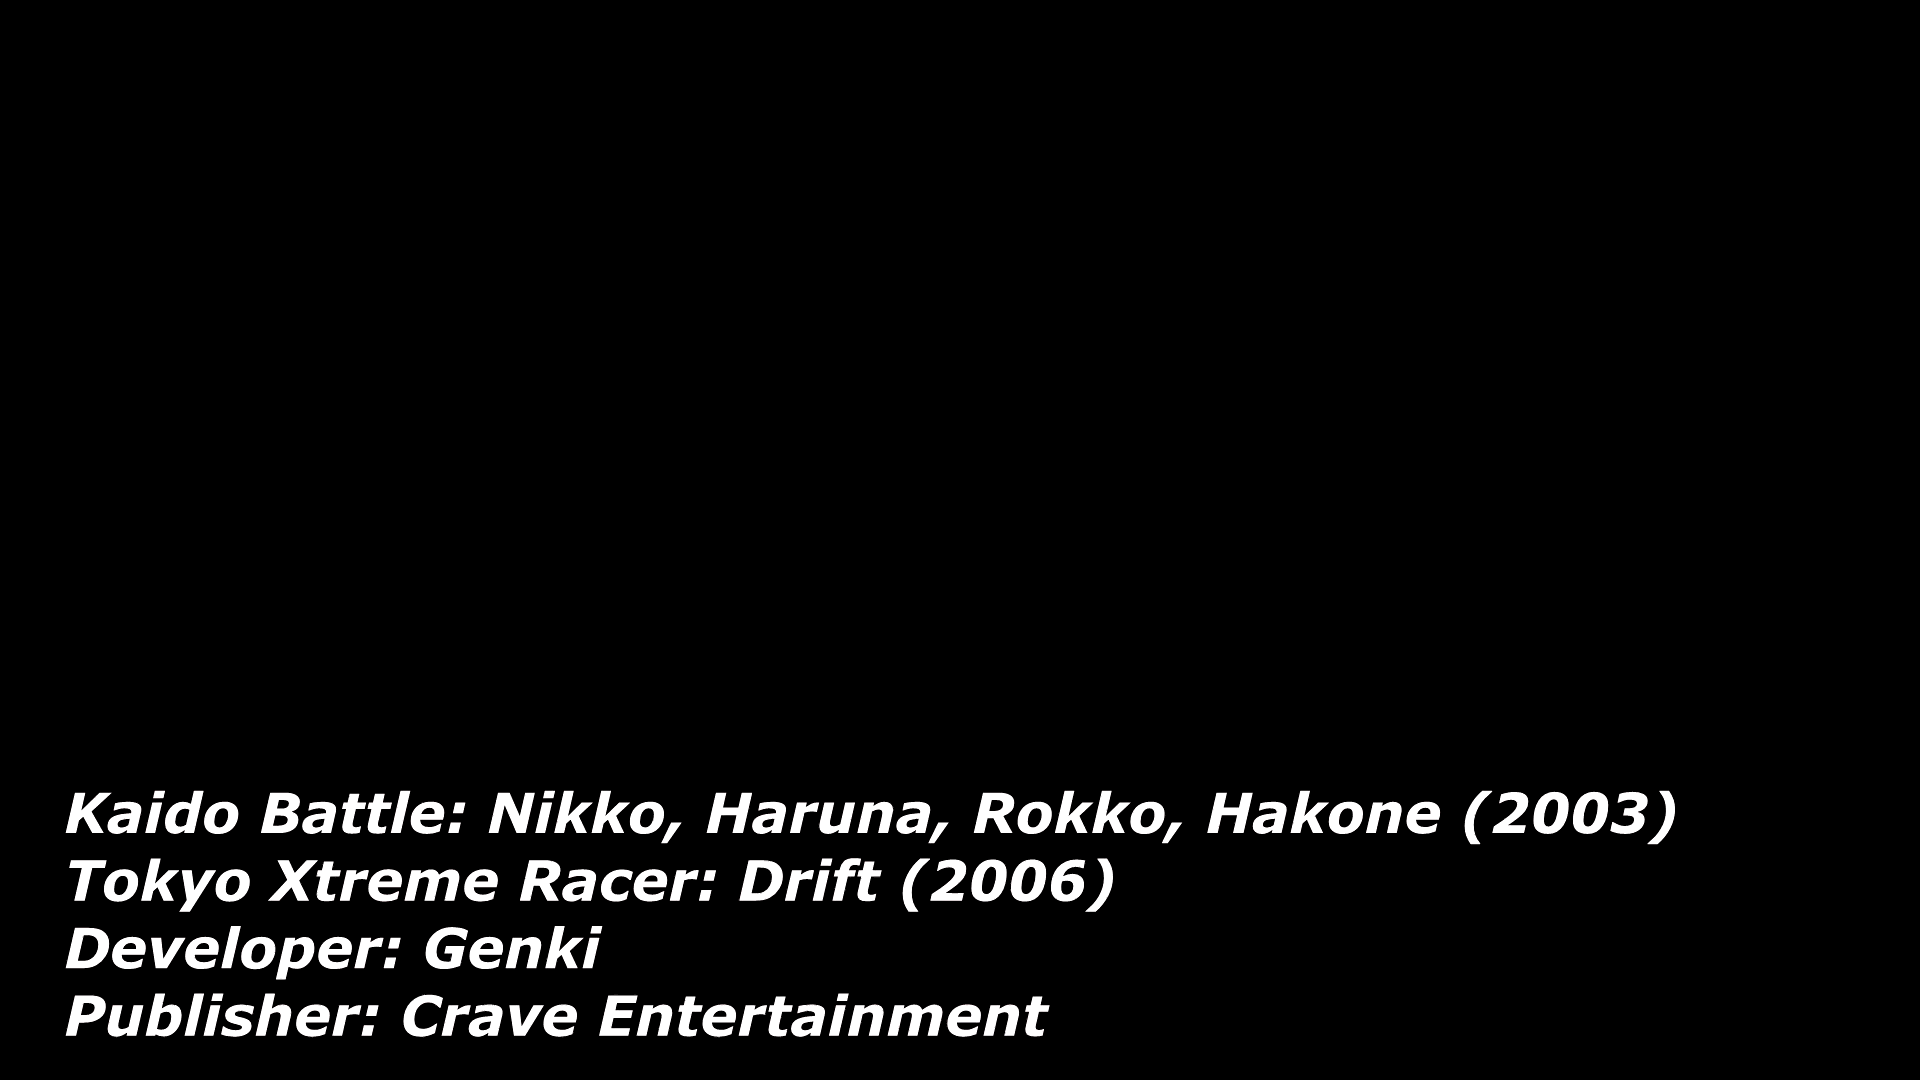 Kaido Battle: Nikko, Haruna, Rokko, Hakone (2003)
Tokyo Xtreme Racer: Drift (2006)
Developer: Genki
Publisher: Crave Entertainment